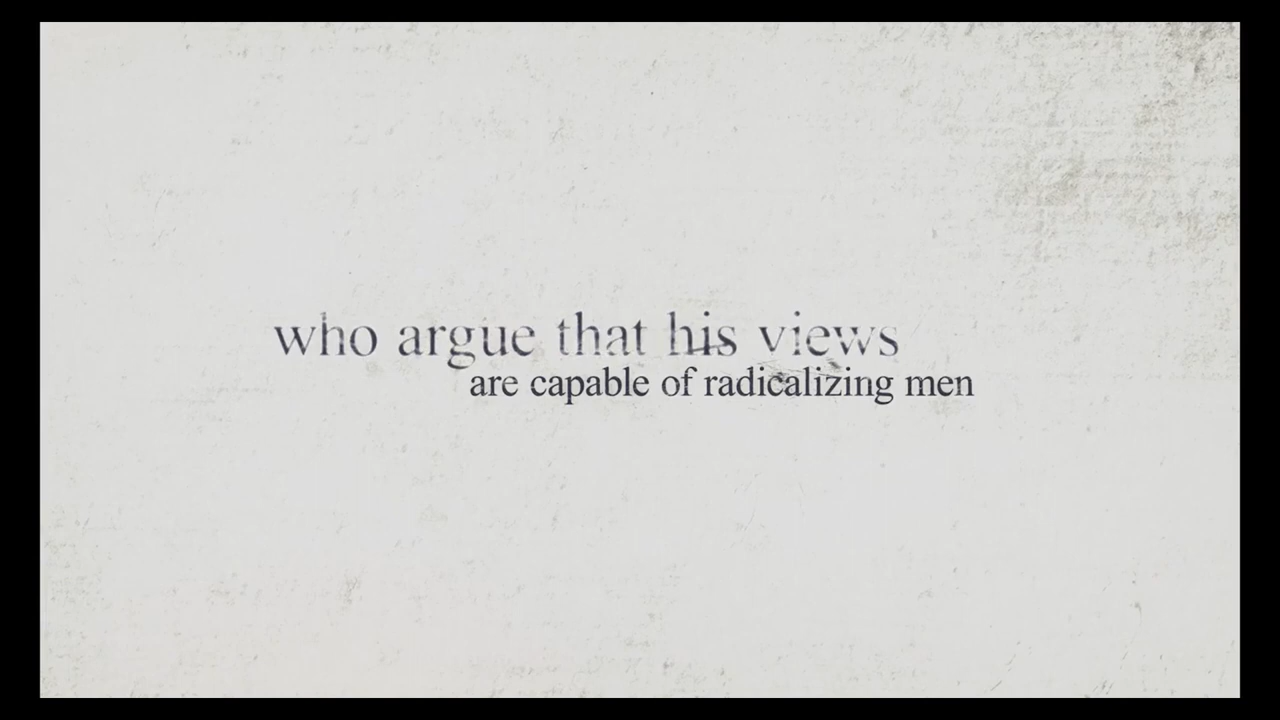 who argue that his views
are capable of radicalizing men